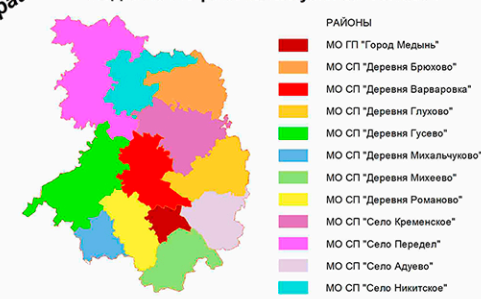 РАЙОНЫ
МО ГП "Город Медынь"
МО СП "Деревня Брюхово"
МО СП "Деревня Варваровка"
МО СП "Деревня Глухово"
МО СП "Деревня Гусево"
МО СП "Деревня Михальчуково"
МО СП "Деревня Михеево"
МО СП "Деревня Романово"
МО СП "Село Кременское"
МО СП "Село Передел"
МО СП "Село Адуево"
МО СП "Село Никитское"